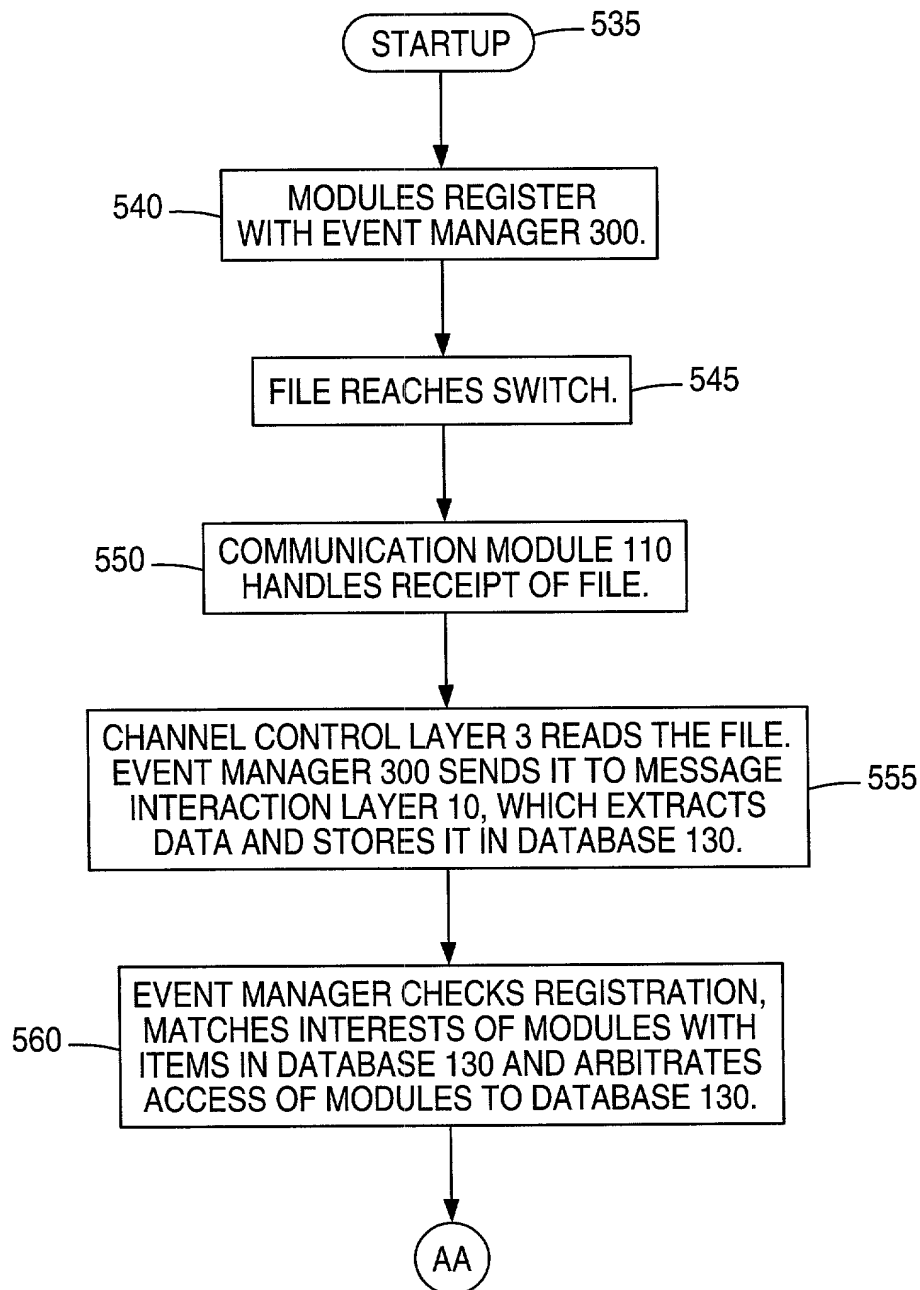 STARTUP
535
540
MODULES REGISTER
WITH EVENT MANAGER 300.
FILE REACHES SWITCH.
545
550
COMMUNICATION MODULE 110
HANDLES RECEIPT OF FILE.
CHANNEL CONTROL LAYER 3 READS THE FILE.
EVENT MANAGER 300 SENDS IT TO MESSAGE
INTERACTION LAYER 10, WHICH EXTRACTS
DATA AND STORES IT IN DATABASE 130.
555
560
EVENT MANAGER CHECKS REGISTRATION,
MATCHES INTERESTS OF MODULES WITH
ITEMS IN DATABASE 130 AND ARBITRATES
ACCESS OF MODULES TO DATABASE 130.
AA